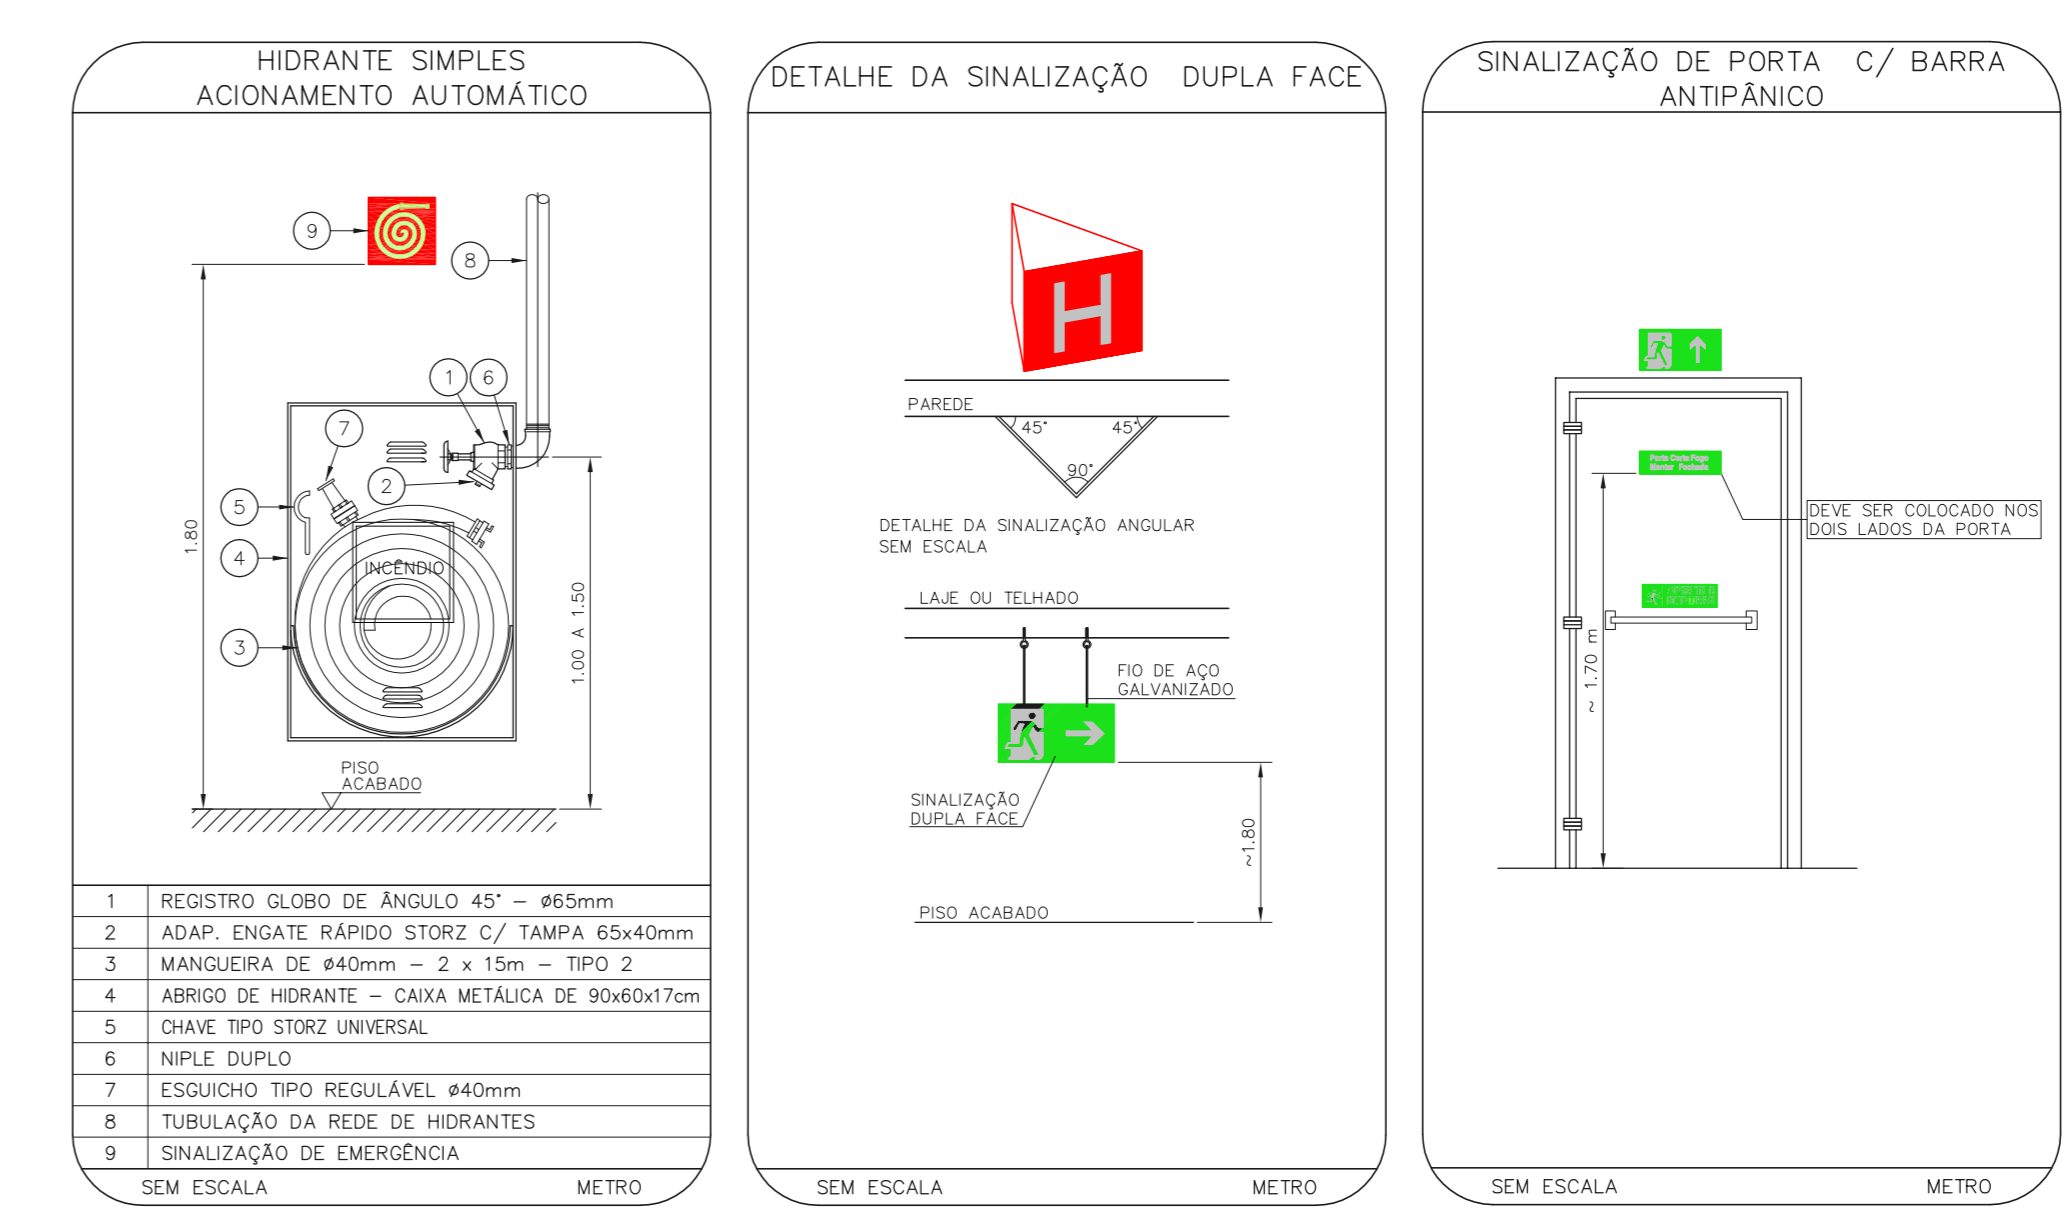 HIDRANTE SIMPLES
ACIONAMENTO AUTOMÁTICO
9
8
1
6
7
2
5
4
3
INCÊNDIO
1.80
1.00 A 1.50
PISO
ACABADO
1 REGISTRO GLOBO DE ÂNGULO 45° – ø65mm
2 ADAP. ENGATE RÁPIDO STORZ C/ TAMPA 65x40mm
3 MANGUEIRA DE ø40mm – 2 x 15m – TIPO 2
4 ABRIGO DE HIDRANTE – CAIXA METÁLICA DE 90x60x17cm
5 CHAVE TIPO STORZ UNIVERSAL
6 NIPLE DUPLO
7 ESGUICHO TIPO REGULÁVEL ø40mm
8 TUBULAÇÃO DA REDE DE HIDRANTES
9 SINALIZAÇÃO DE EMERGÊNCIA
SEM ESCALA METRO
DETALHE DA SINALIZAÇÃO DUPLA FACE
H
PAREDE
45° 45°
90°
DETALHE DA SINALIZAÇÃO ANGULAR
SEM ESCALA
LAJE OU TELHADO
FIO DE AÇO
GALVANIZADO
SINALIZAÇÃO
DUPLA FACE
~1.80
PISO ACABADO
SEM ESCALA METRO
SINALIZAÇÃO DE PORTA C/ BARRA
ANTIPÂNICO
Porta Corta Fogo
Manter Fechada
DEVE SER COLOCADO NOS
DOIS LADOS DA PORTA
~ 1.70 m
SEM ESCALA METRO